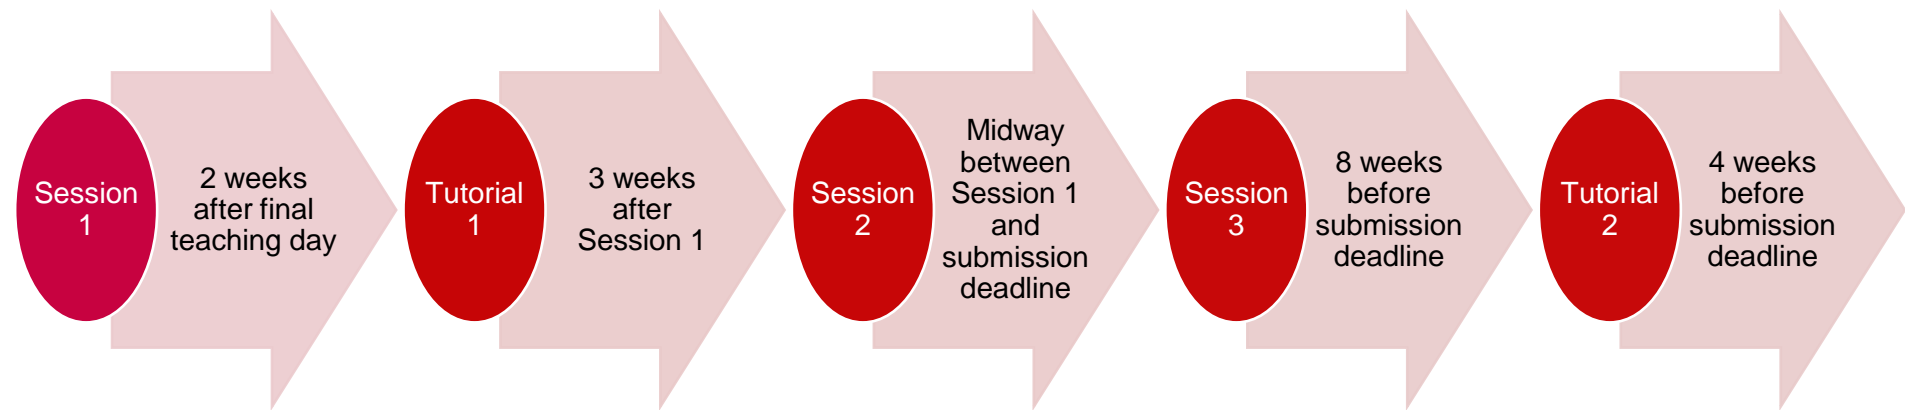 Session
1
2 weeks
after final
teaching day
Tutorial
1
3 weeks
after
Session 1
Session
2
Midway
between
Session 1
and
submission
deadline
Session
3
8 weeks
before
submission
deadline
Tutorial
2
4 weeks
before
submission
deadline